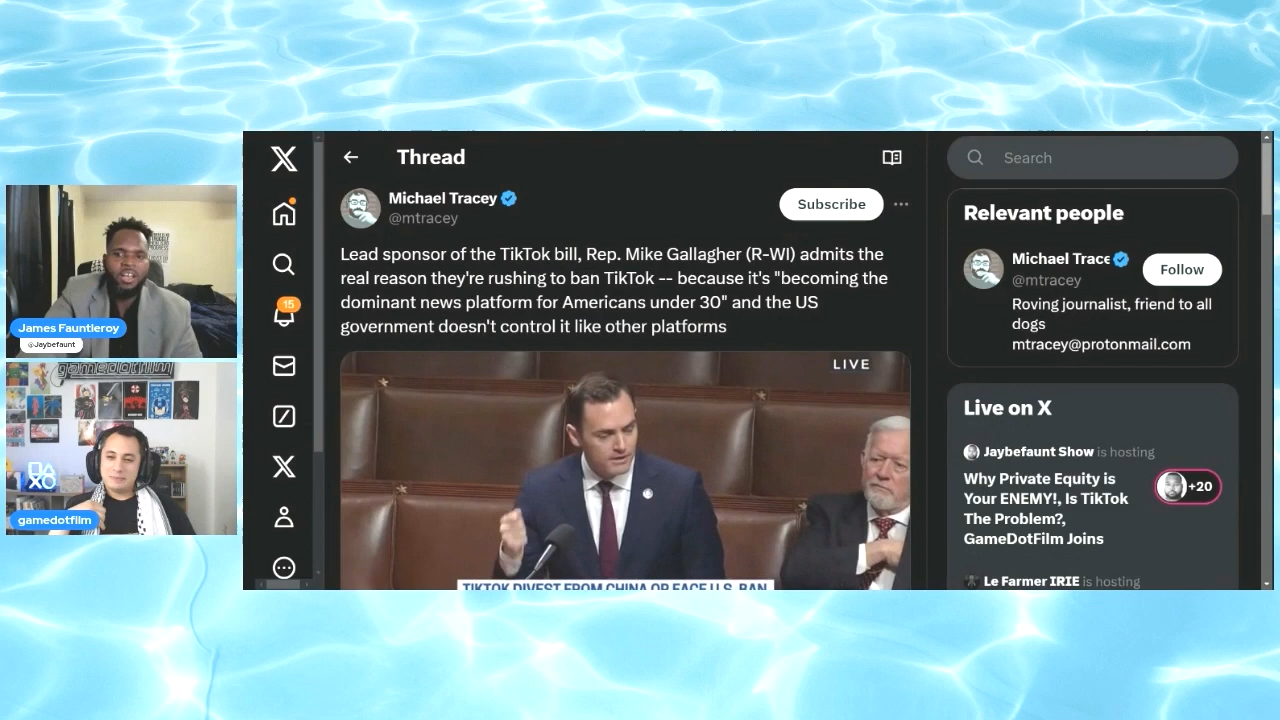 James Fauntleroy
@Jaybefaunt
gamedotfilm
gamedotfilm
Thread
Michael Tracey
@mtracey
Subscribe
Lead sponsor of the TikTok bill, Rep. Mike Gallagher (R-WI) admits the
real reason they're rushing to ban TikTok -- because it's "becoming the
dominant news platform for Americans under 30" and the US
government doesn't control it like other platforms
LIVE
TIKTOK DIVEST FROM CHINA OR FACE U.S. BAN
15
Search
Relevant people
Michael Trace
@mtracey
Follow
Roving journalist, friend to all
dogs
mtracey@protonmail.com
Live on X
Jaybefaunt Show is hosting
Why Private Equity is
Your ENEMY!, Is TikTok
The Problem?,
GameDotFilm Joins
+20
Le Farmer IRIE is hosting